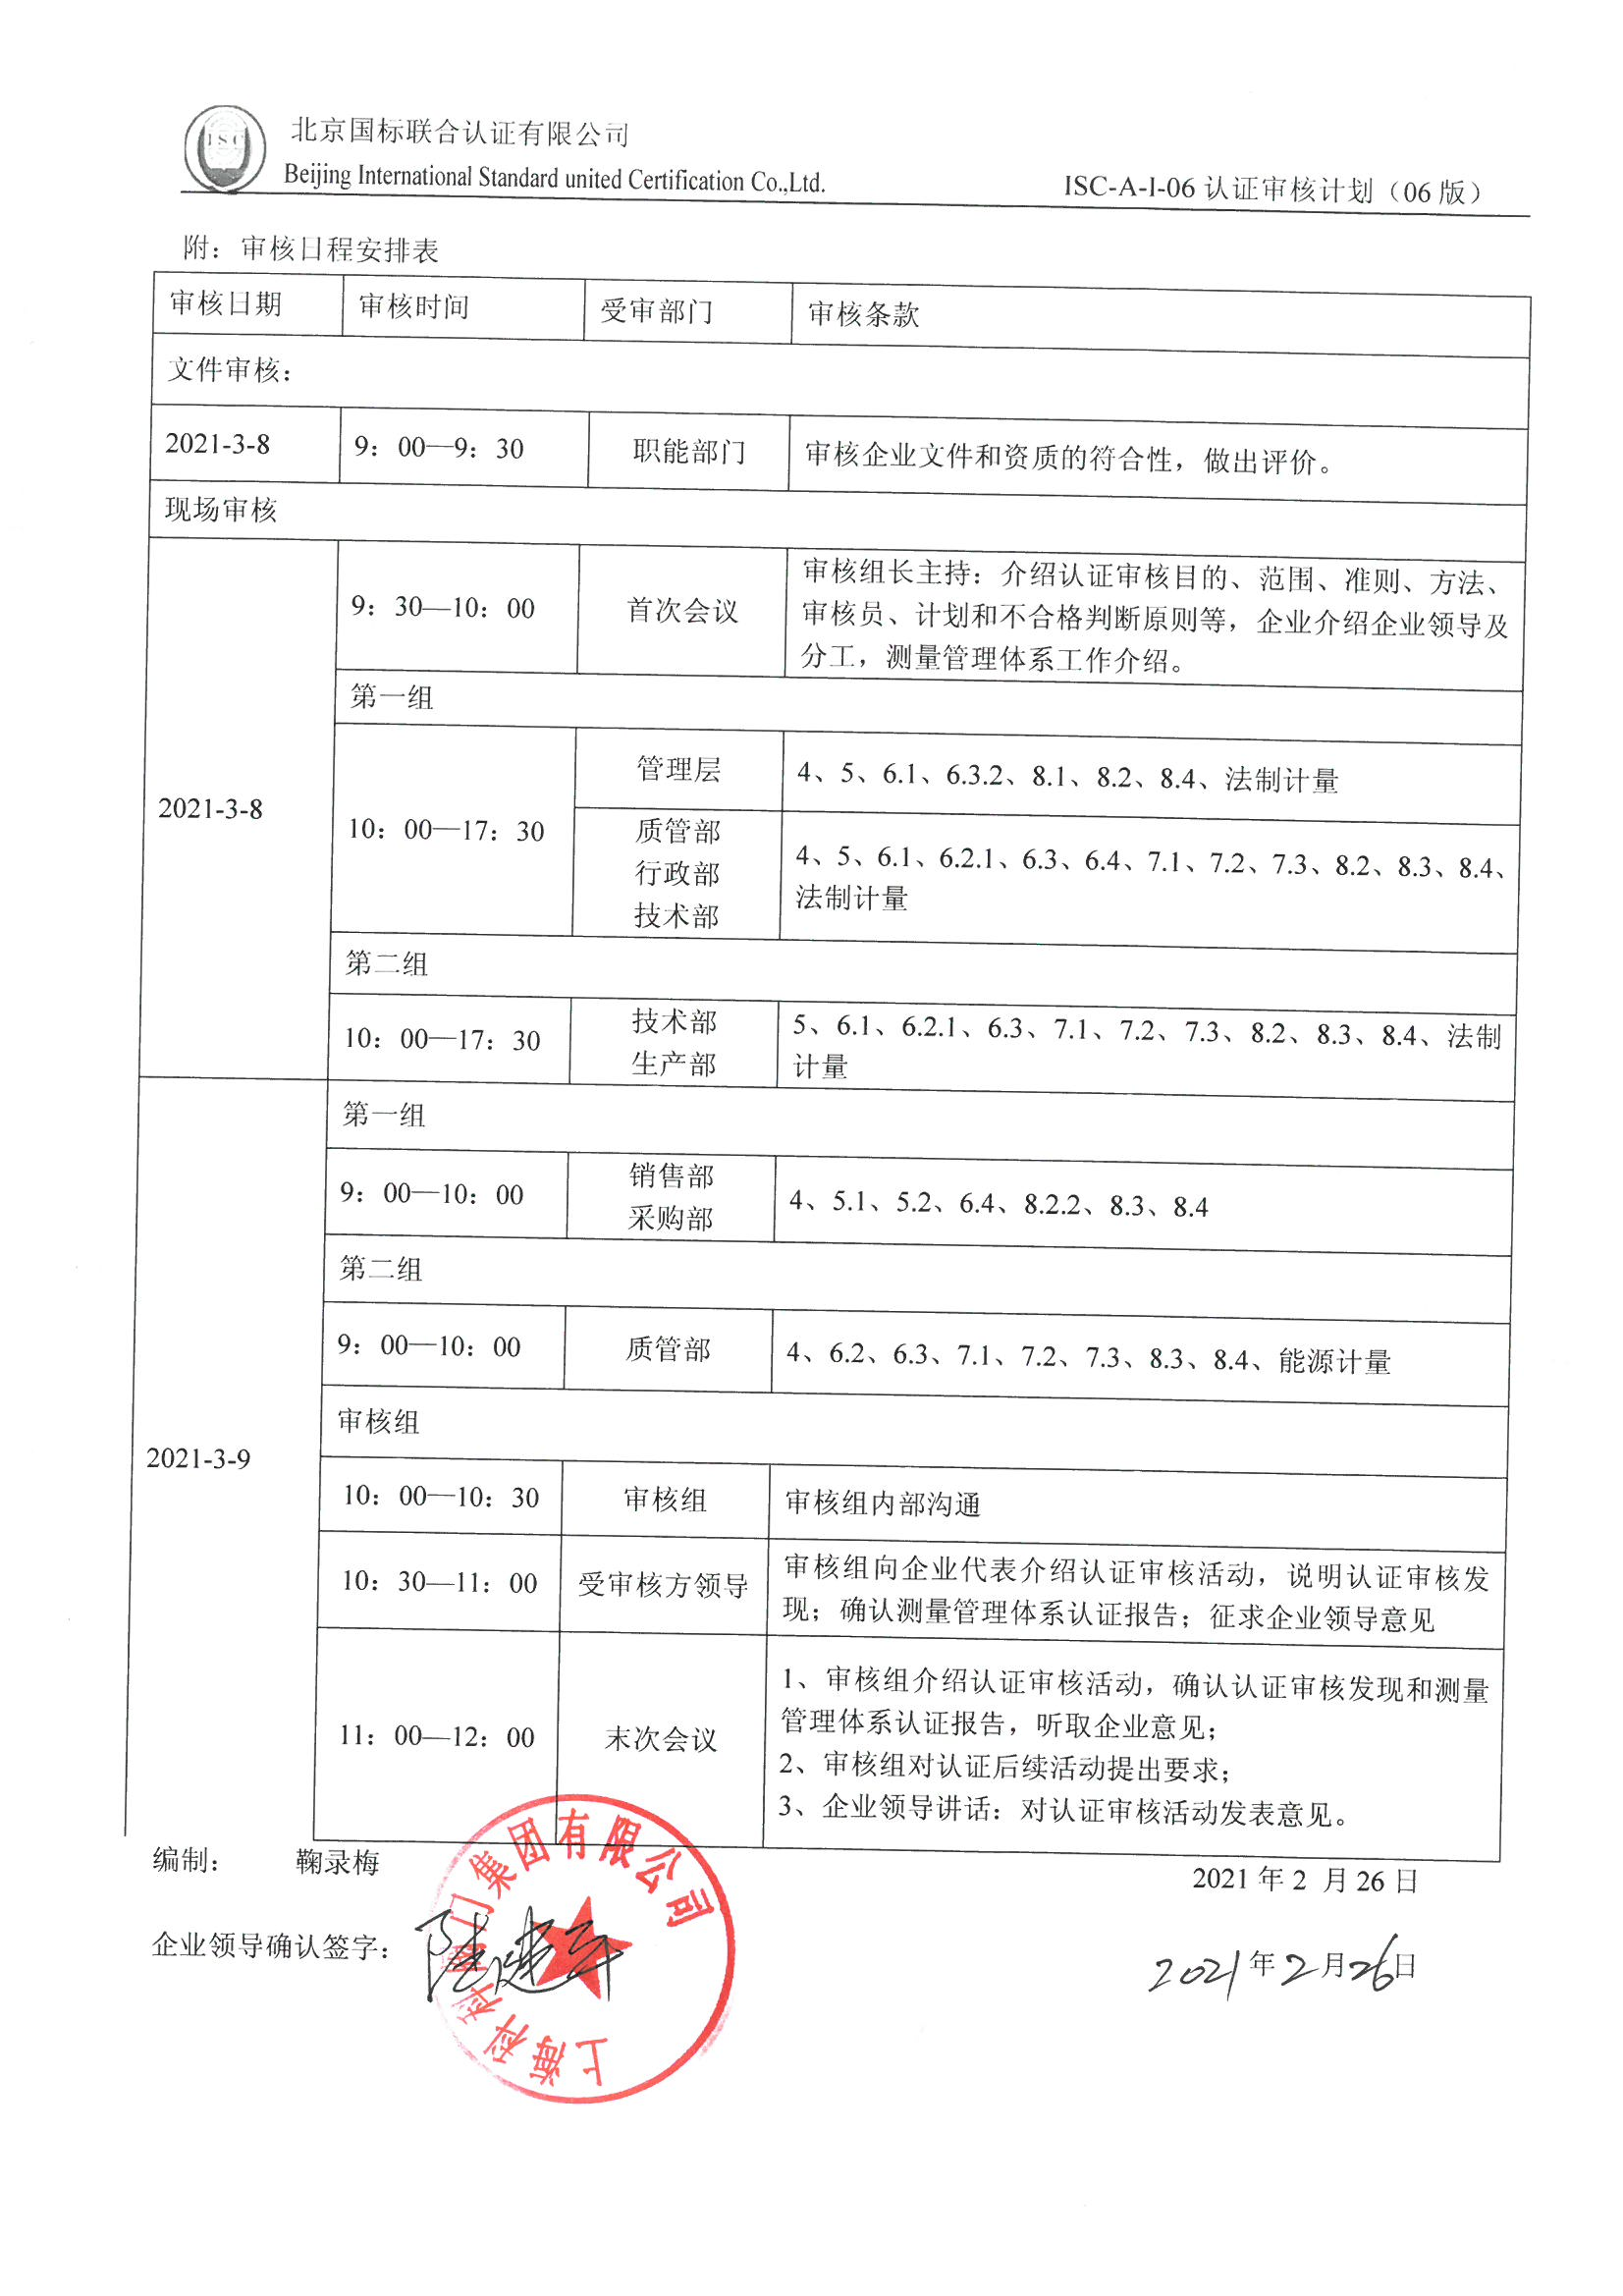 ISC
北京国标联合认证有限公司
Beijing International Standard united Certification Co.,Ltd.
ISC-A-I-06 认证审核计划（06 版）
附：审核日程安排表
审核日期 审核时间 受审部门 审核条款
文件审核：
2021-3-8 9：00—9：30 职能部门 审核企业文件和资质的符合性，做出评价。
现场审核
2021-3-8
9：30—10：00 首次会议
审核组长主持：介绍认证审核目的、范围、准则、方法、
审核员、计划和不合格判断原则等，企业介绍企业领导及
分工，测量管理体系工作介绍。
第一组
10：00—17：30
管理层 4、5、6.1、6.3.2、8.1、8.2、8.4、法制计量
质管部
行政部
技术部
4、5、6.1、6.2.1、6.3、6.4、7.1、7.2、7.3、8.2、8.3、8.4、
法制计量
第二组
10：00—17：30
技术部
生产部
5、6.1、6.2.1、6.3、7.1、7.2、7.3、8.2、8.3、8.4、法制
计量
2021-3-9
第一组
9：00—10：00
销售部
采购部
4、5.1、5.2、6.4、8.2.2、8.3、8.4
第二组
9：00—10：00 质管部 4、6.2、6.3、7.1、7.2、7.3、8.3、8.4、能源计量
审核组
10：00—10：30 审核组 审核组内部沟通
10：30—11：00 受审核方领导
审核组向企业代表介绍认证审核活动，说明认证审核发
现；确认测量管理体系认证报告；征求企业领导意见
11：00—12：00 末次会议
1、审核组介绍认证审核活动，确认认证审核发现和测量
管理体系认证报告，听取企业意见；
2、审核组对认证后续活动提出要求；
3、企业领导讲话：对认证审核活动发表意见。
编制： 鞠录梅 2021 年 2 月 26 日
企业领导确认签字： 陆建平 2021 年 2 月 26 日
上海科科阀门集团有限公司